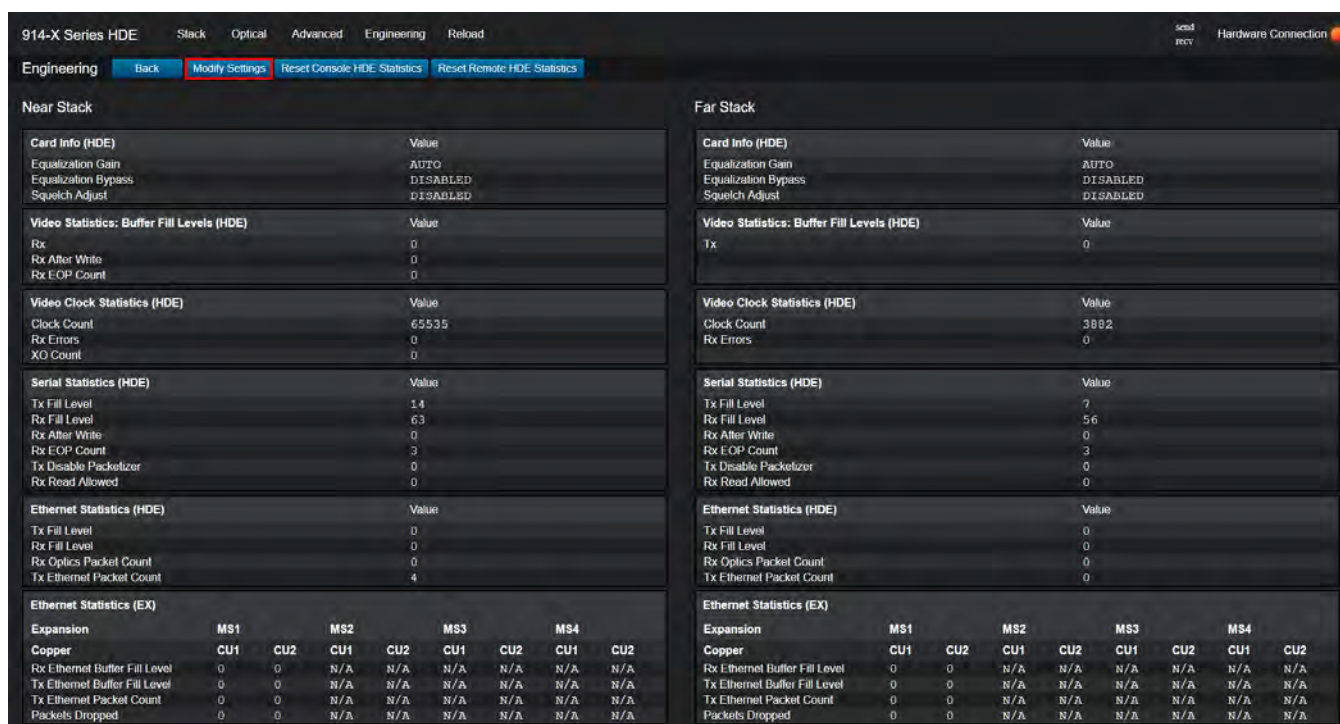 914-X Series HDE Stack Optical Advanced Engineering Reload send recv Hardware Connection
Engineering Back Modify Settings Reset Console HDE Statistics Reset Remote HDE Statistics
Near Stack
Card Info (HDE) Value
Equalization Gain AUTO
Equalization Bypass DISABLED
Squelch Adjust DISABLED
Video Statistics: Buffer Fill Levels (HDE) Value
Rx 0
Rx After Write 0
Rx EOP Count 0
Video Clock Statistics (HDE) Value
Clock Count 65535
Rx Errors 0
XO Count 0
Serial Statistics (HDE) Value
Tx Fill Level 14
Rx Fill Level 63
Rx After Write 0
Rx EOP Count 3
Tx Disable Packetizer 0
Rx Read Allowed 0
Ethernet Statistics (HDE) Value
Tx Fill Level 0
Rx Fill Level 0
Rx Optics Packet Count 0
Tx Ethernet Packet Count 4
Ethernet Statistics (EX)
Expansion MS1 MS2 MS3 MS4
Copper CU1 CU2 CU1 CU2 CU1 CU2 CU1 CU2
Rx Ethernet Buffer Fill Level 0 0 N/A N/A N/A N/A N/A N/A
Tx Ethernet Buffer Fill Level 0 0 N/A N/A N/A N/A N/A N/A
Tx Ethernet Packet Count 0 0 N/A N/A N/A N/A N/A N/A
Packets Dropped 0 0 N/A N/A N/A N/A N/A N/A
Far Stack
Card Info (HDE) Value
Equalization Gain AUTO
Equalization Bypass DISABLED
Squelch Adjust DISABLED
Video Statistics: Buffer Fill Levels (HDE) Value
Tx 0
Video Clock Statistics (HDE) Value
Clock Count 3882
Rx Errors 0
Serial Statistics (HDE) Value
Tx Fill Level 7
Rx Fill Level 56
Rx After Write 0
Rx EOP Count 3
Tx Disable Packetizer 0
Rx Read Allowed 0
Ethernet Statistics (HDE) Value
Tx Fill Level 0
Rx Fill Level 0
Rx Optics Packet Count 0
Tx Ethernet Packet Count 0
Ethernet Statistics (EX)
Expansion MS1 MS2 MS3 MS4
Copper CU1 CU2 CU1 CU2 CU1 CU2 CU1 CU2
Rx Ethernet Buffer Fill Level 0 0 N/A N/A N/A N/A N/A N/A
Tx Ethernet Buffer Fill Level 0 0 N/A N/A N/A N/A N/A N/A
Tx Ethernet Packet Count 0 0 N/A N/A N/A N/A N/A N/A
Packets Dropped 0 0 N/A N/A N/A N/A N/A N/A